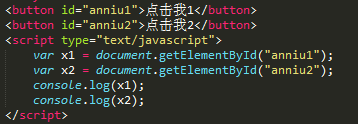 <button id="anniu1">点击我1</button>
<button id="anniu2">点击我2</button>
<script type="text/javascript">
    var x1 = document.getElementById("anniu1");
    var x2 = document.getElementById("anniu2");
    console.log(x1);
    console.log(x2);
</script>